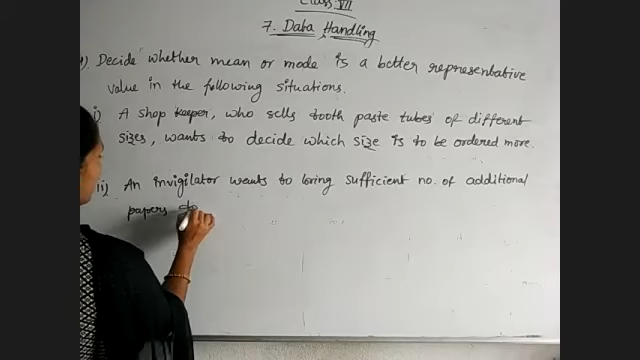 Class: VII
7. Data Handling
Decide whether mean or mode is a better representative
value in the following situations.
i) A shop keeper, who sells tooth paste tubes of different
sizes, wants to decide which size is to be ordered more.
ii) An invigilator wants to bring sufficient no. of additional
papers